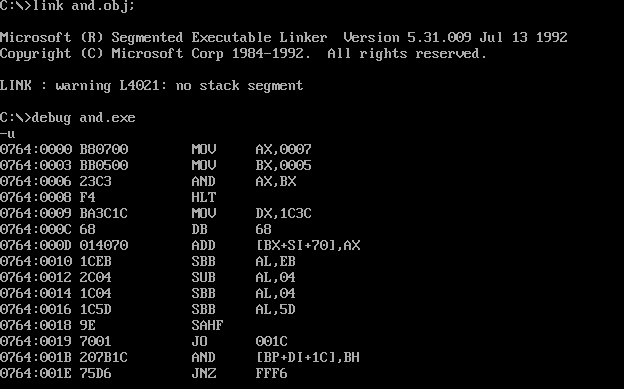 C:\>link and.obj;
Microsoft (R) Segmented Executable Linker  Version 5.31.009 Jul 13 1992
Copyright (C) Microsoft Corp 1984-1992.  All rights reserved.
LINK : warning L4021: no stack segment
C:\>debug and.exe
-u
0764:0000 B80700        MOV     AX,0007
0764:0003 BB0500        MOV     BX,0005
0764:0006 23C3          AND     AX,BX
0764:0008 F4            HLT
0764:0009 BA3C1C        MOV     DX,1C3C
0764:000C 68            DB      68
0764:000D 014070        ADD     [BX+SI+70],AX
0764:0010 1CEB          SBB     AL,EB
0764:0012 2C04          SUB     AL,04
0764:0014 1C04          SBB     AL,04
0764:0016 1C5D          SBB     AL,5D
0764:0018 9E            SAHF
0764:0019 7001          JO      001C
0764:001B 207B1C        AND     [BP+DI+1C],BH
0764:001E 75D6          JNZ     FFF6